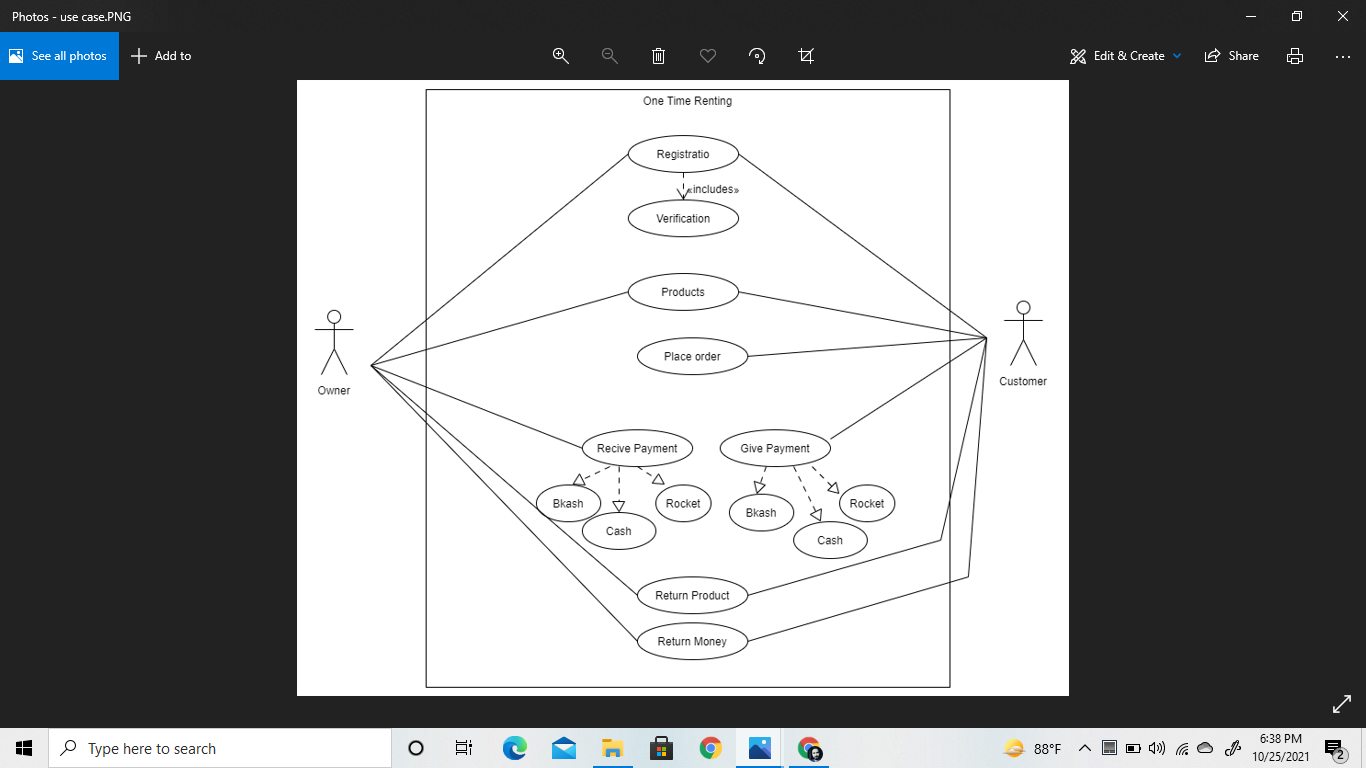 Photos - use case.PNG
See all photos
Add to
Edit & Create
Share
One Time Renting
Registratio
«includes»
Verification
Products
Place order
Owner
Customer
Recive Payment
Give Payment
Bkash
Rocket
Cash
Bkash
Rocket
Cash
Return Product
Return Money
Type here to search
88°F
6:38 PM
10/25/2021
2